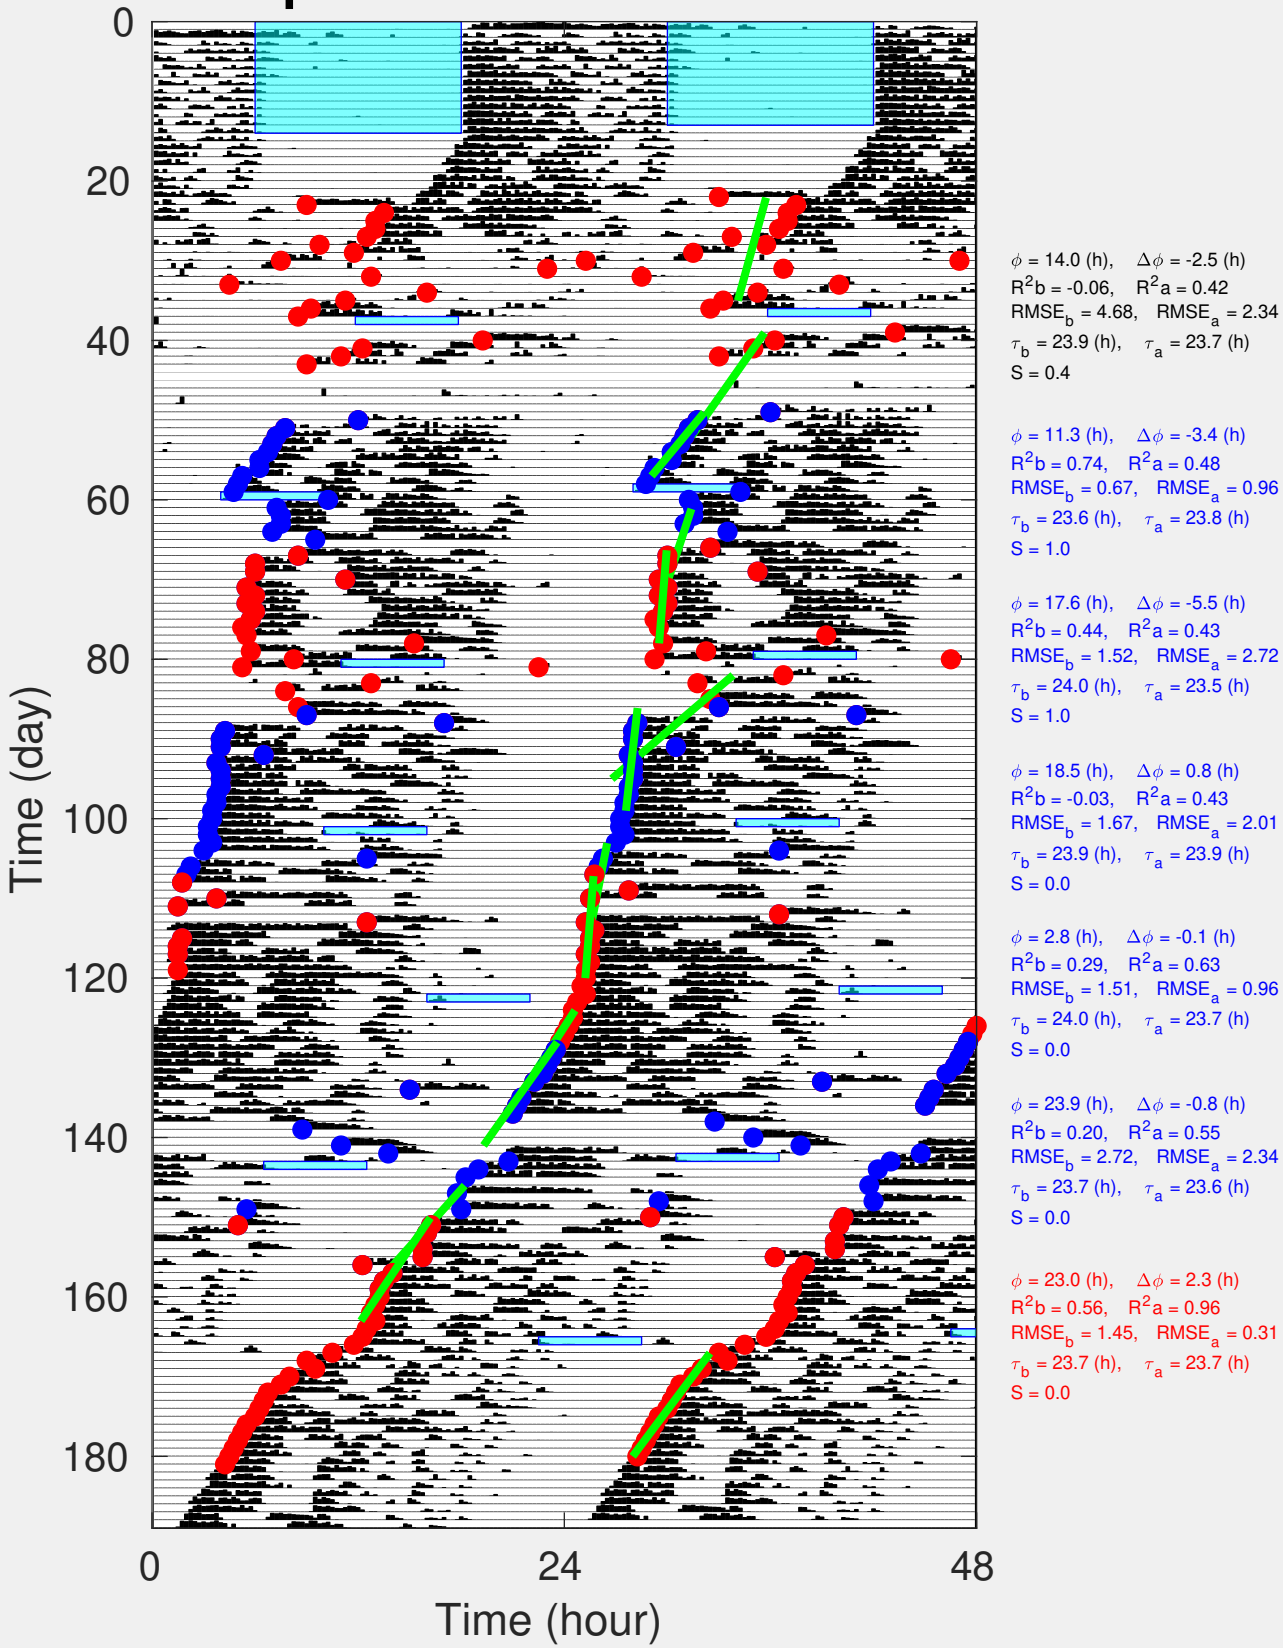 0
20
40
60
80
100
120
140
160
180
Time (day)
0 24 48
Time (hour)
ϕ = 14.0 (h), Δϕ = -2.5 (h)
R²b = -0.06, R²a = 0.42
RMSE_b = 4.68, RMSE_a = 2.34
τ_b = 23.9 (h), τ_a = 23.7 (h)
S = 0.4
ϕ = 11.3 (h), Δϕ = -3.4 (h)
R²b = 0.74, R²a = 0.48
RMSE_b = 0.67, RMSE_a = 0.96
τ_b = 23.6 (h), τ_a = 23.8 (h)
S = 1.0
ϕ = 17.6 (h), Δϕ = -5.5 (h)
R²b = 0.44, R²a = 0.43
RMSE_b = 1.52, RMSE_a = 2.72
τ_b = 24.0 (h), τ_a = 23.5 (h)
S = 1.0
ϕ = 18.5 (h), Δϕ = 0.8 (h)
R²b = -0.03, R²a = 0.43
RMSE_b = 1.67, RMSE_a = 2.01
τ_b = 23.9 (h), τ_a = 23.9 (h)
S = 0.0
ϕ = 2.8 (h), Δϕ = -0.1 (h)
R²b = 0.29, R²a = 0.63
RMSE_b = 1.51, RMSE_a = 0.96
τ_b = 24.0 (h), τ_a = 23.7 (h)
S = 0.0
ϕ = 23.9 (h), Δϕ = -0.8 (h)
R²b = 0.20, R²a = 0.55
RMSE_b = 2.72, RMSE_a = 2.34
τ_b = 23.7 (h), τ_a = 23.6 (h)
S = 0.0
ϕ = 23.0 (h), Δϕ = 2.3 (h)
R²b = 0.56, R²a = 0.96
RMSE_b = 1.45, RMSE_a = 0.31
τ_b = 23.7 (h), τ_a = 23.7 (h)
S = 0.0